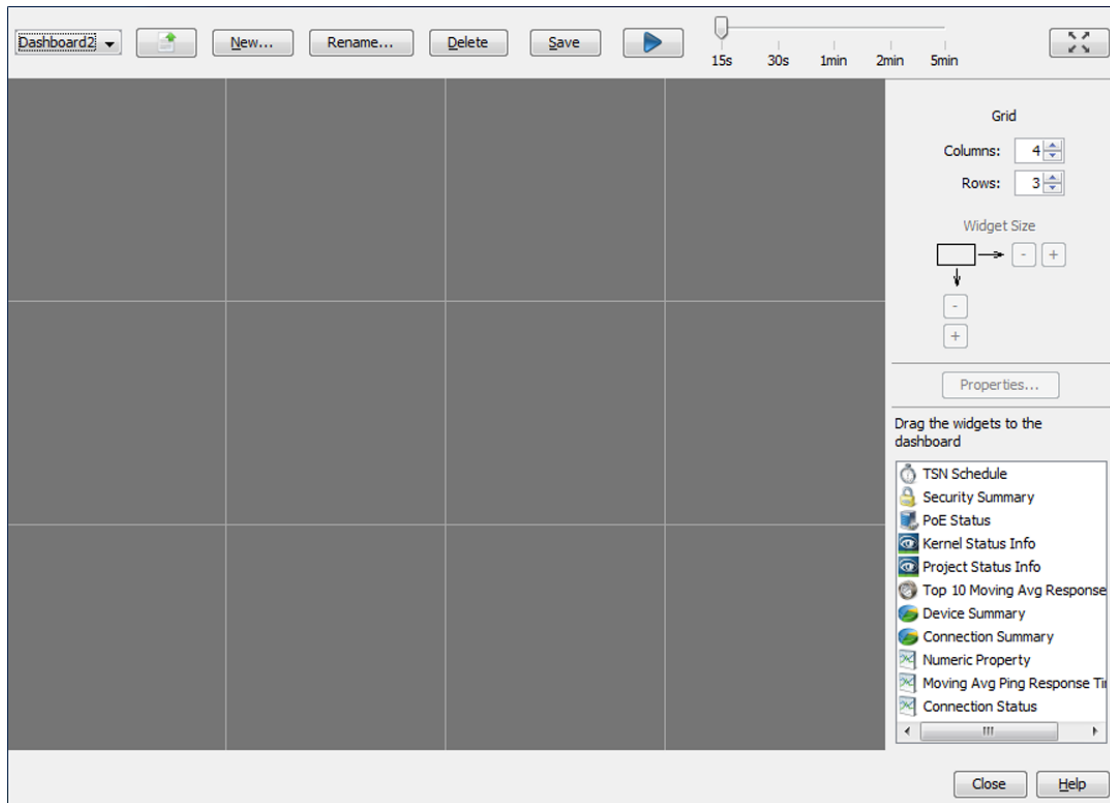 Dashboard2 New... Rename... Delete Save
15s 30s 1min 2min 5min
Grid
Columns: 4
Rows: 3
Widget Size
- +
-
+
Properties...
Drag the widgets to the
dashboard
TSN Schedule
Security Summary
PoE Status
Kernel Status Info
Project Status Info
Top 10 Moving Avg Response
Device Summary
Connection Summary
Numeric Property
Moving Avg Ping Response
Connection Status
Close Help